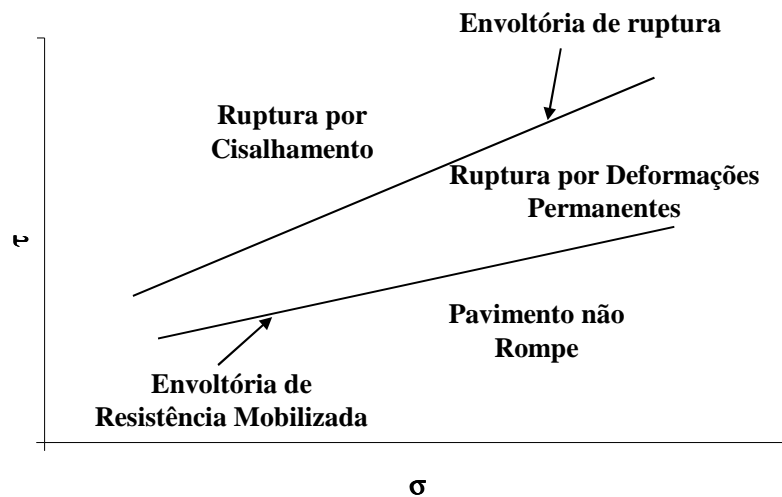 Envoltória de ruptura
Ruptura por
Cisalhamento
Ruptura por Deformações
Permanentes
τ
Pavimento não
Rompe
Envoltória de
Resistência Mobilizada
σ